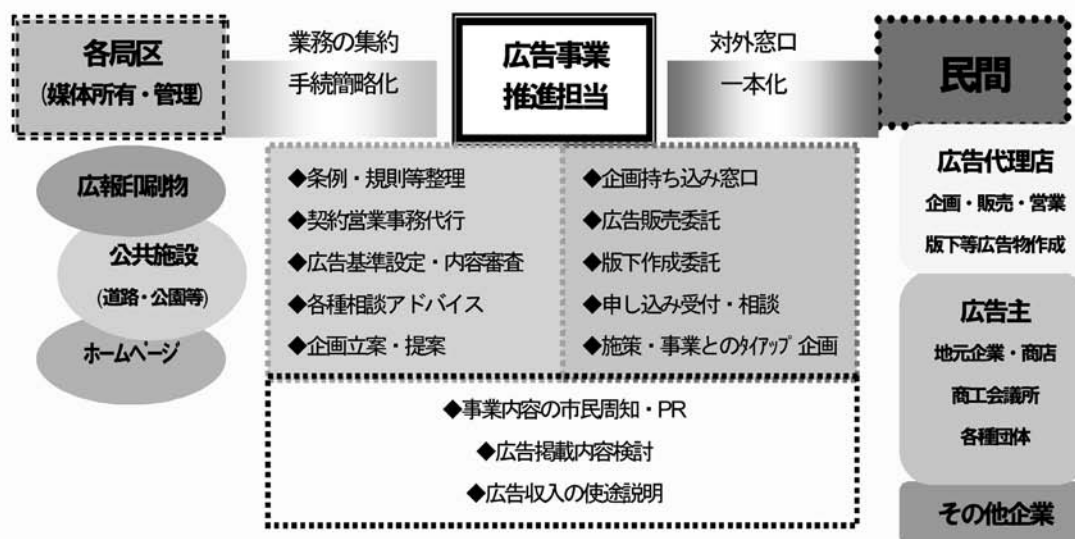 各局区
(媒体所有・管理)
業務の集約
手続簡略化
広告事業
推進担当
対外窓口
一本化
民間
広報印刷物
公共施設
(道路・公園等)
ホームページ
◆条例・規則等整理
◆契約営業事務代行
◆広告基準設定・内容審査
◆各種相談アドバイス
◆企画立案・提案
◆企画持ち込み窓口
◆広告販売委託
◆版下作成委託
◆申し込み受付・相談
◆施策・事業とのタイアップ 企画
◆事業内容の市民周知・PR
◆広告掲載内容検討
◆広告収入の使途説明
広告代理店
企画・販売・営業
版下等広告物作成
広告主
地元企業・商店
商工会議所
各種団体
その他企業